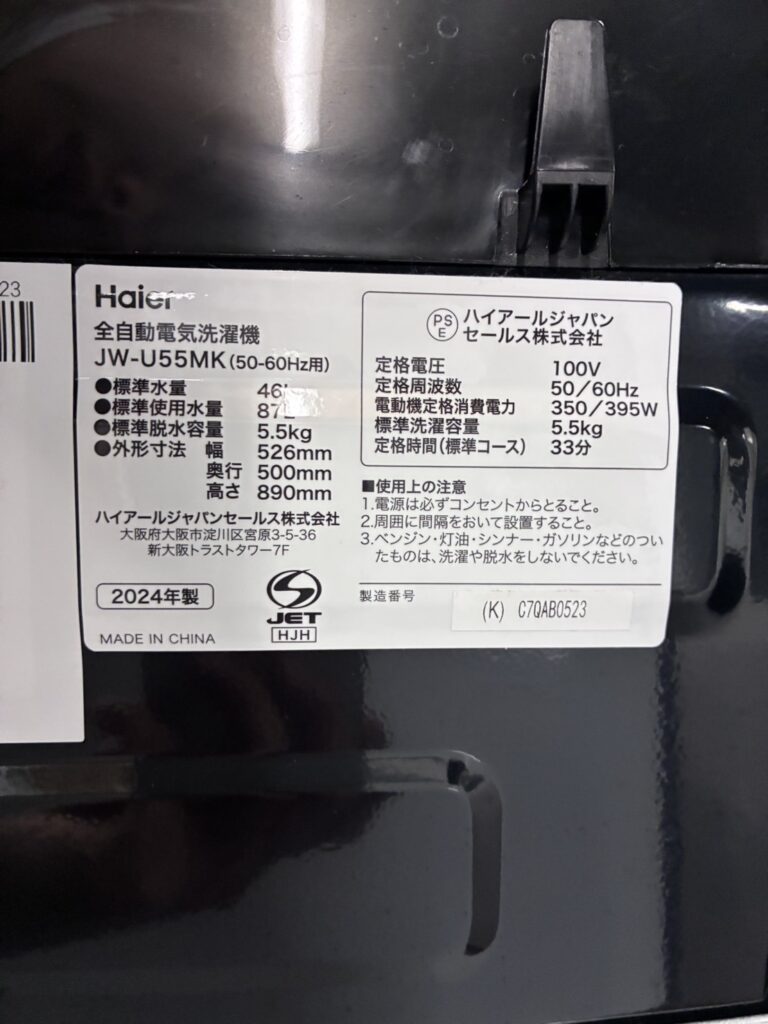 23
Haier
全自動電気洗濯機
JW-U55MK(50-60Hz用)
●標準水量 46L
●標準使用水量 87L
●標準脱水容量 5.5kg
●外形寸法 幅 526mm
奥行 500mm
高さ 890mm
ハイアールジャパンセールス株式会社
大阪府大阪市淀川区宮原3-5-36
新大阪トラストタワー7F
2024年製
MADE IN CHINA
S
JET
HJH
PS
E
ハイアールジャパン
セールス株式会社
定格電圧 100V
定格周波数 50/60Hz
電動機定格消費電力 350/395W
標準洗濯容量 5.5kg
定格時間(標準コース) 33分
■使用上の注意
1.電源は必ずコンセントからとること。
2.周囲に間隔をおいて設置すること。
3.ベンジン・灯油・シンナー・ガソリンなどのつい
たものは、洗濯や脱水をしないでください。
製造番号
(K) C7QAB0523